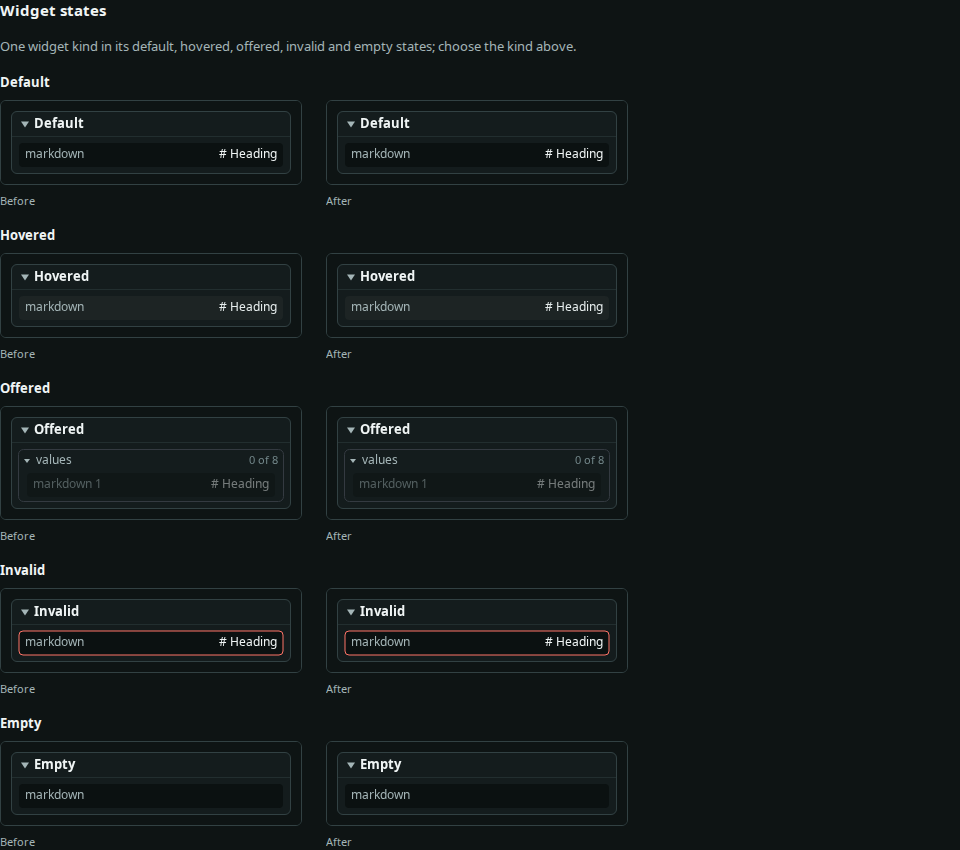 Widget states
One widget kind in its default, hovered, offered, invalid and empty states; choose the kind above.
Default
Default
markdown # Heading
Before
Default
markdown # Heading
After
Hovered
Hovered
markdown # Heading
Before
Hovered
markdown # Heading
After
Offered
Offered
values 0 of 8
markdown 1 # Heading
Before
Offered
values 0 of 8
markdown 1 # Heading
After
Invalid
Invalid
markdown # Heading
Before
Invalid
markdown # Heading
After
Empty
Empty
markdown
Before
Empty
markdown
After